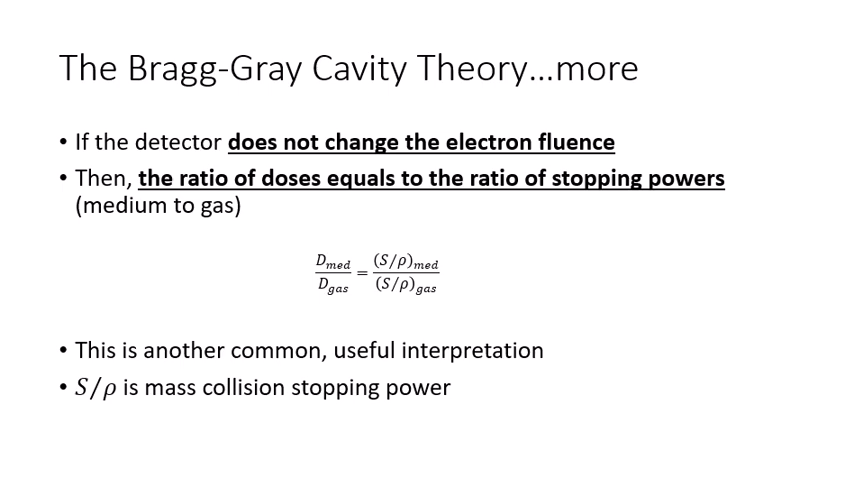 The Bragg-Gray Cavity Theory...more
• If the detector does not change the electron fluence
• Then, the ratio of doses equals to the ratio of stopping powers
(medium to gas)
D_med / D_gas = (S/ρ)_med / (S/ρ)_gas
• This is another common, useful interpretation
• S/ρ is mass collision stopping power